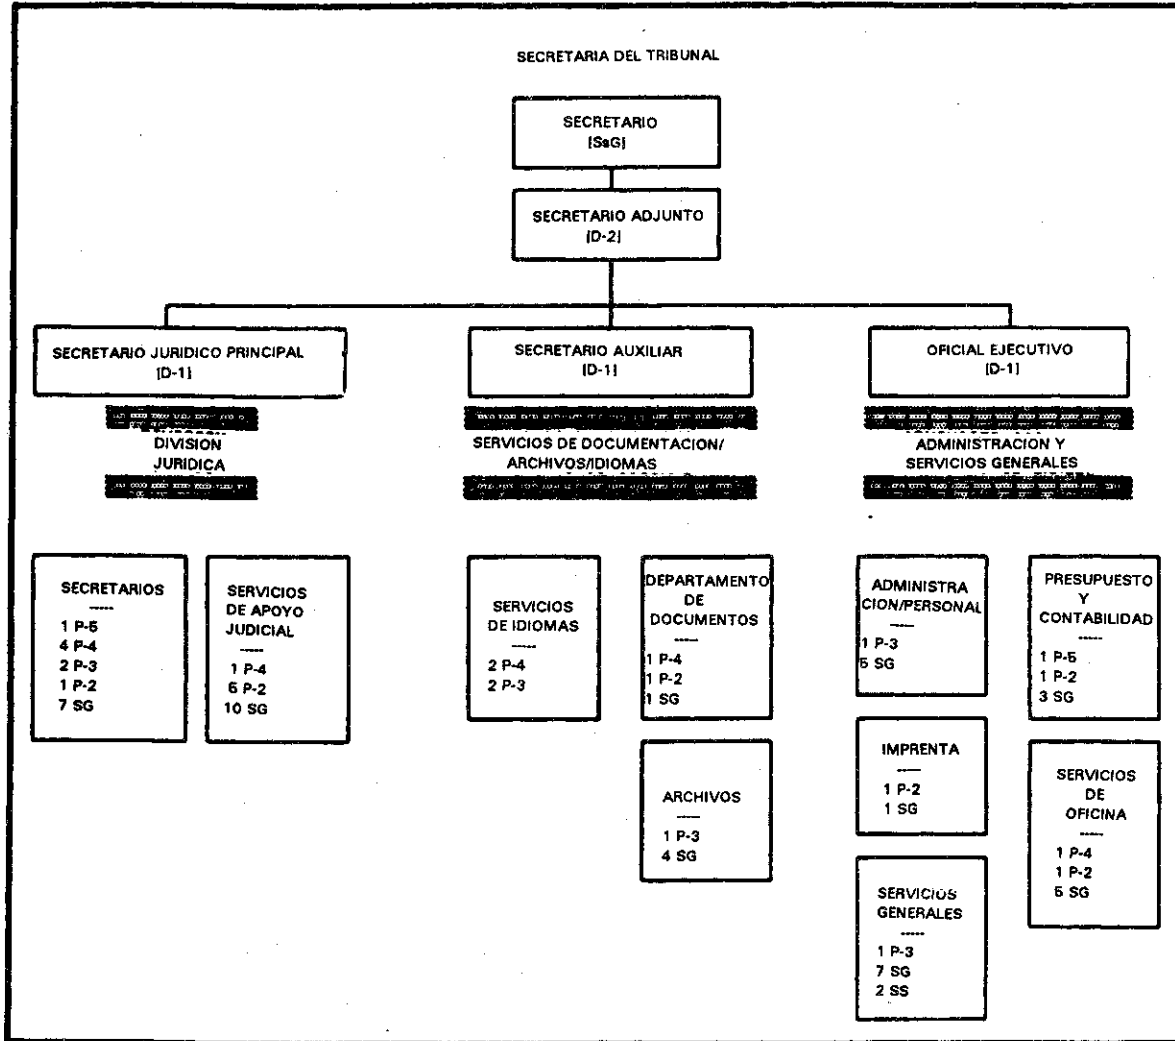 SECRETARIA DEL TRIBUNAL
SECRETARIO
[SsG]
SECRETARIO ADJUNTO
[D-2]
SECRETARIO JURIDICO PRINCIPAL
[D-1]
SECRETARIO AUXILIAR
[D-1]
OFICIAL EJECUTIVO
[D-1]
DIVISION
JURIDICA
SERVICIOS DE DOCUMENTACION/
ARCHIVOS/IDIOMAS
ADMINISTRACION Y
SERVICIOS GENERALES
SECRETARIOS
-----
1 P-5
4 P-4
2 P-3
1 P-2
7 SG
SERVICIOS
DE APOYO
JUDICIAL
-----
1 P-4
5 P-2
10 SG
SERVICIOS
DE IDIOMAS
-----
2 P-4
2 P-3
DEPARTAMENTO
DE
DOCUMENTOS
-----
1 P-4
1 P-2
1 SG
ARCHIVOS
-----
1 P-3
4 SG
ADMINISTRA
CION/PERSONAL
-----
1 P-3
5 SG
IMPRENTA
-----
1 P-2
1 SG
SERVICIOS
GENERALES
-----
1 P-3
7 SG
2 SS
PRESUPUESTO
Y
CONTABILIDAD
-----
1 P-5
1 P-2
3 SG
SERVICIOS
DE
OFICINA
-----
1 P-4
1 P-2
5 SG